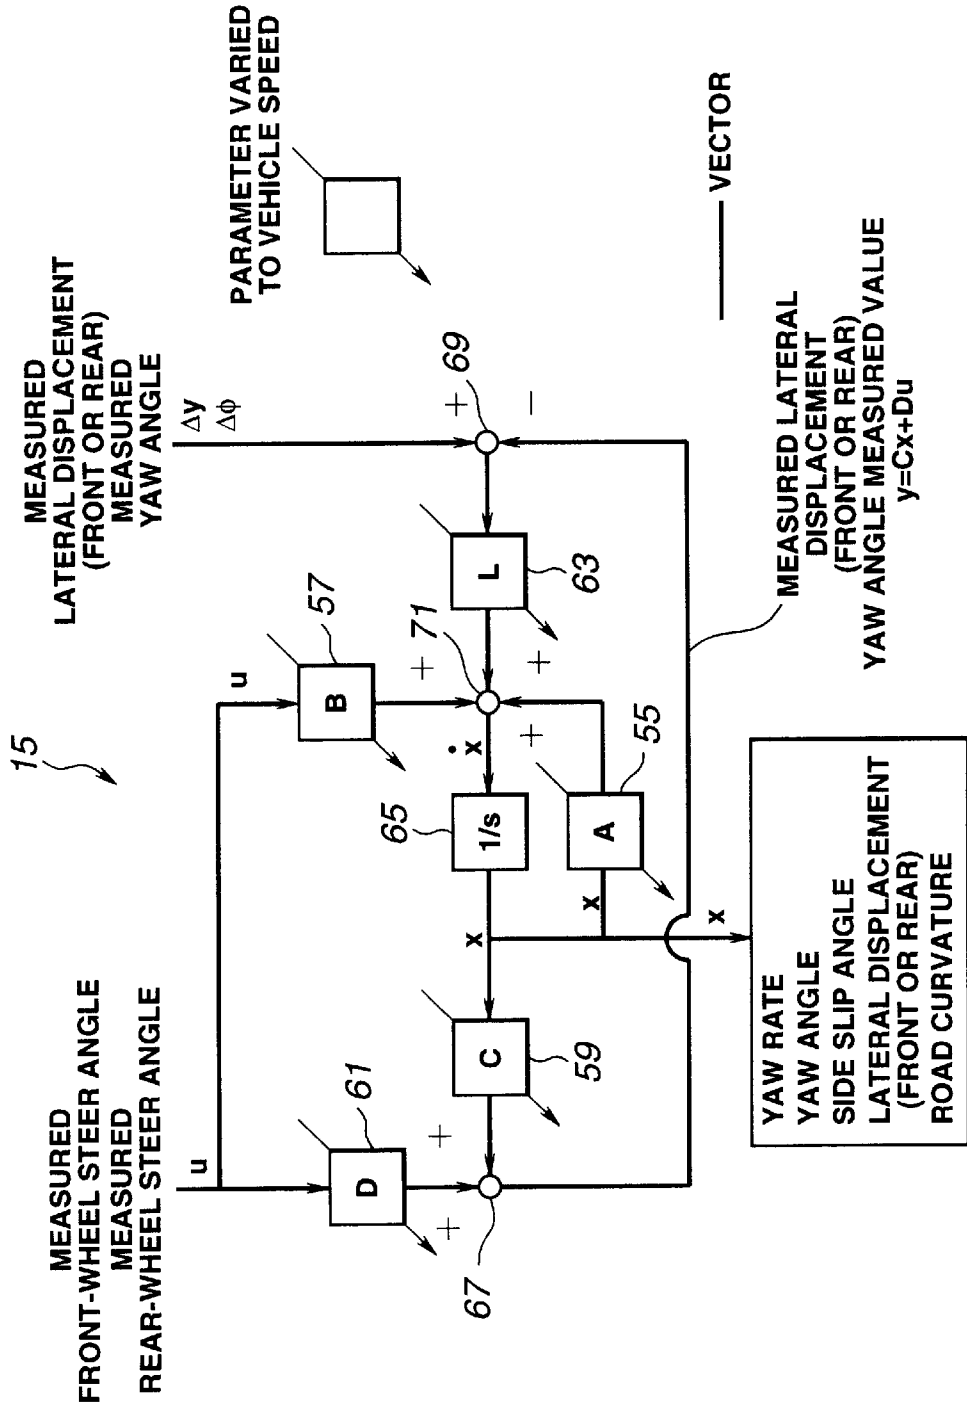 15
MEASURED
FRONT-WHEEL STEER ANGLE
MEASURED
REAR-WHEEL STEER ANGLE
MEASURED
LATERAL DISPLACEMENT
(FRONT OR REAR)
MEASURED
YAW ANGLE
Δy
Δϕ
PARAMETER VARIED
TO VEHICLE SPEED
u
u
D
61
B
57
+
+
67
C
59
x
1/s
65
ẋ
71
+
+
+
L
63
69
+
−
x
A
55
x
VECTOR
YAW RATE
YAW ANGLE
SIDE SLIP ANGLE
LATERAL DISPLACEMENT
(FRONT OR REAR)
ROAD CURVATURE
MEASURED LATERAL
DISPLACEMENT
(FRONT OR REAR)
YAW ANGLE MEASURED VALUE
y=Cx+Du